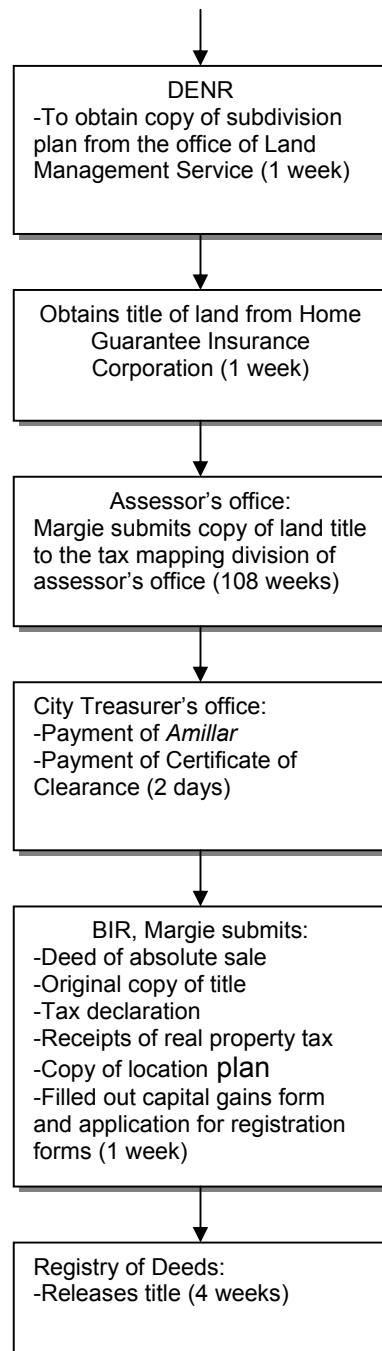 DENR
-To obtain copy of subdivision
plan from the office of Land
Management Service (1 week)
Obtains title of land from Home
Guarantee Insurance
Corporation (1 week)
Assessor’s office:
Margie submits copy of land title
to the tax mapping division of
assessor’s office (108 weeks)
City Treasurer’s office:
-Payment of Amillar
-Payment of Certificate of
Clearance (2 days)
BIR, Margie submits:
-Deed of absolute sale
-Original copy of title
-Tax declaration
-Receipts of real property tax
-Copy of location plan
-Filled out capital gains form
and application for registration
forms (1 week)
Registry of Deeds:
-Releases title (4 weeks)